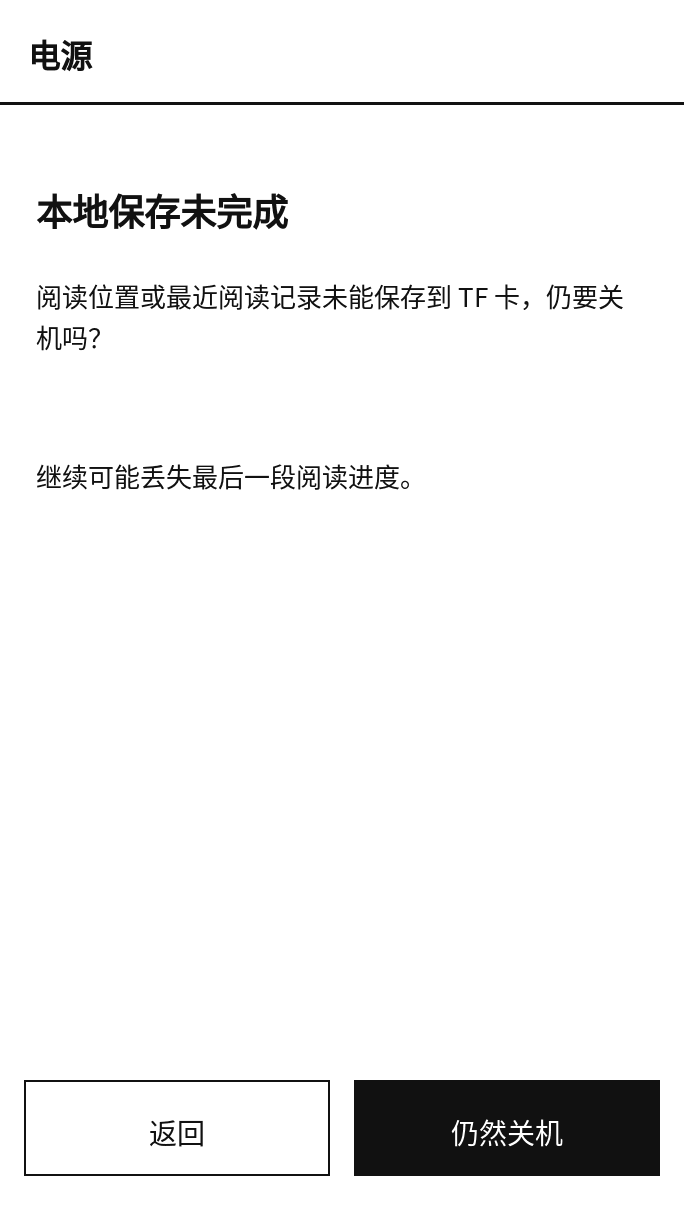 电源
本地保存未完成
阅读位置或最近阅读记录未能保存到 TF 卡，仍要关
机吗？
继续可能丢失最后一段阅读进度。
返回
仍然关机